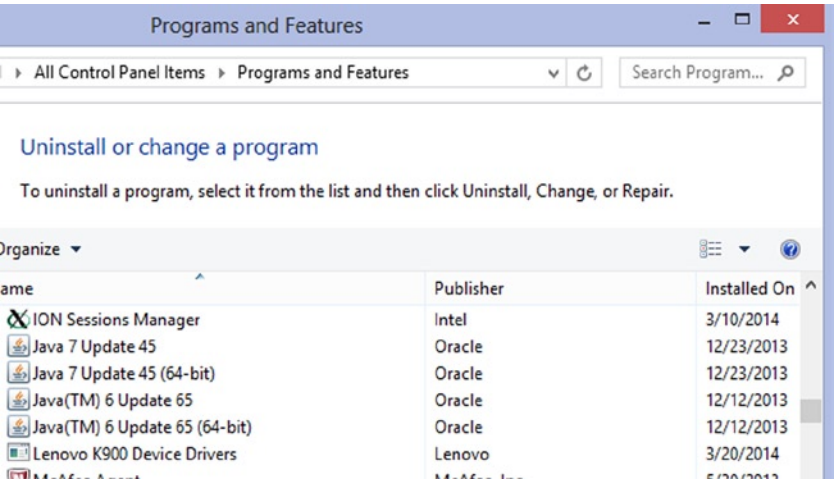 Programs and Features
All Control Panel Items Programs and Features Search Program...
Uninstall or change a program
To uninstall a program, select it from the list and then click Uninstall, Change, or Repair.
Organize
ame Publisher Installed On
ION Sessions Manager Intel 3/10/2014
Java 7 Update 45 Oracle 12/23/2013
Java 7 Update 45 (64-bit) Oracle 12/23/2013
Java(TM) 6 Update 65 Oracle 12/12/2013
Java(TM) 6 Update 65 (64-bit) Oracle 12/12/2013
Lenovo K900 Device Drivers Lenovo 3/20/2014
McAfee Agent McAfee, Inc.